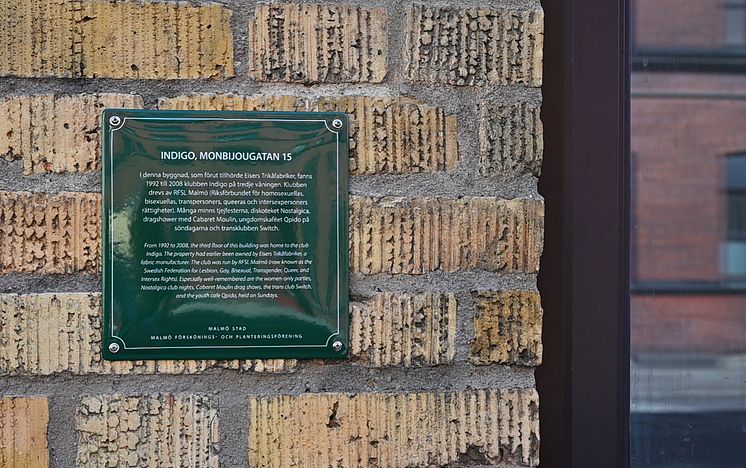 INDIGO, MONBIJOUGATAN 15
I denna byggnad, som förut tillhörde Eisers Trikåfabriker, fanns
1992 till 2008 klubben Indigo på tredje våningen. Klubben
drevs av RFSL Malmö (Riksförbundet för homosexuellas,
bisexuellas, transpersoners, queeras och intersexpersoners
rättigheter). Många minns tjejfesterna, diskoteket Nostalgica,
dragshower med Cabaret Moulin, ungdomskaféet Qpido på
söndagarna och transklubben Switch.
From 1992 to 2008, the third floor of this building was home to the club
Indigo. The property had earlier been owned by Eisers Trikåfabriker, a
fabric manufacturer. The club was run by RFSL Malmö (now known as the
Swedish Federation for Lesbian, Gay, Bisexual, Transgender, Queer, and
Intersex Rights). Especially well-remembered are the women-only parties,
Nostalgica club nights, Cabaret Moulin drag shows, the trans club Switch,
and the youth cafe Qpido, held on Sundays.
MALMÖ STAD
MALMÖ FÖRSKÖNINGS- OCH PLANTERINGSFÖRENING